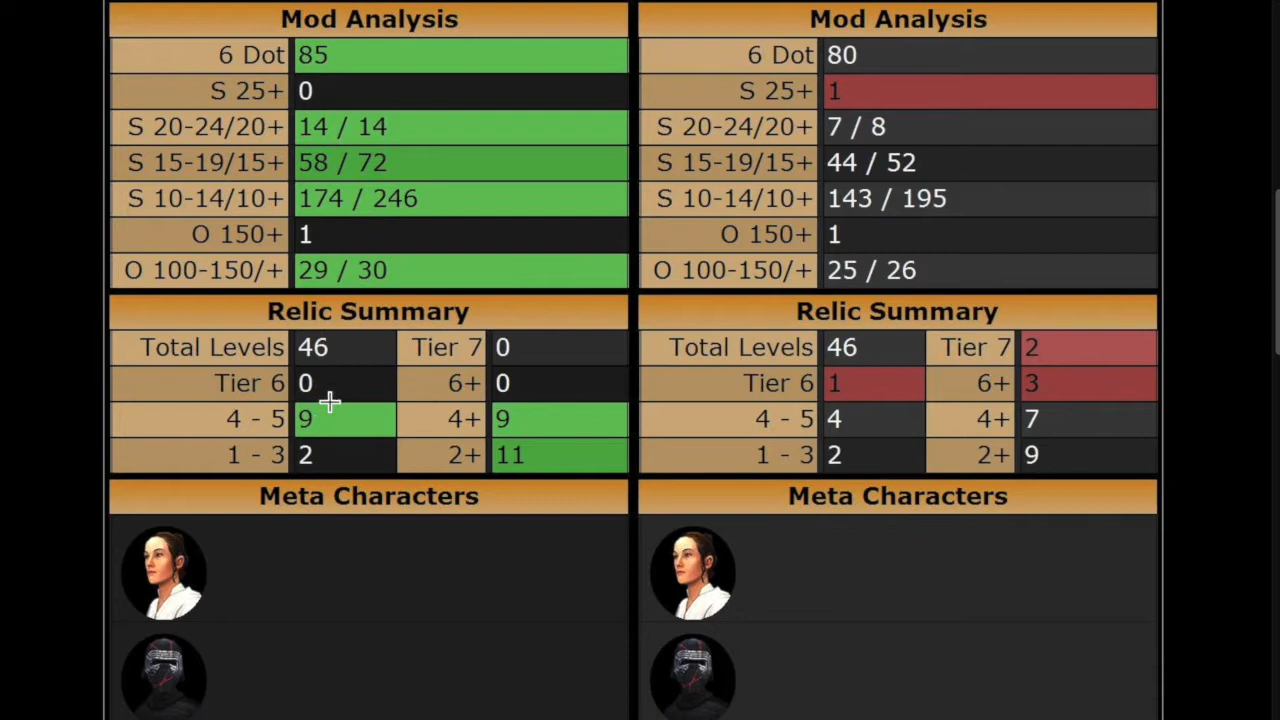 Mod Analysis
6 Dot 85
S 25+ 0
S 20-24/20+ 14 / 14
S 15-19/15+ 58 / 72
S 10-14/10+ 174 / 246
O 150+ 1
O 100-150/+ 29 / 30
Relic Summary
Total Levels 46 Tier 7 0
Tier 6 0 6+ 0
4 - 5 9 4+ 9
1 - 3 2 2+ 11
Meta Characters
Mod Analysis
6 Dot 80
S 25+ 1
S 20-24/20+ 7 / 8
S 15-19/15+ 44 / 52
S 10-14/10+ 143 / 195
O 150+ 1
O 100-150/+ 25 / 26
Relic Summary
Total Levels 46 Tier 7 2
Tier 6 1 6+ 3
4 - 5 4 4+ 7
1 - 3 2 2+ 9
Meta Characters